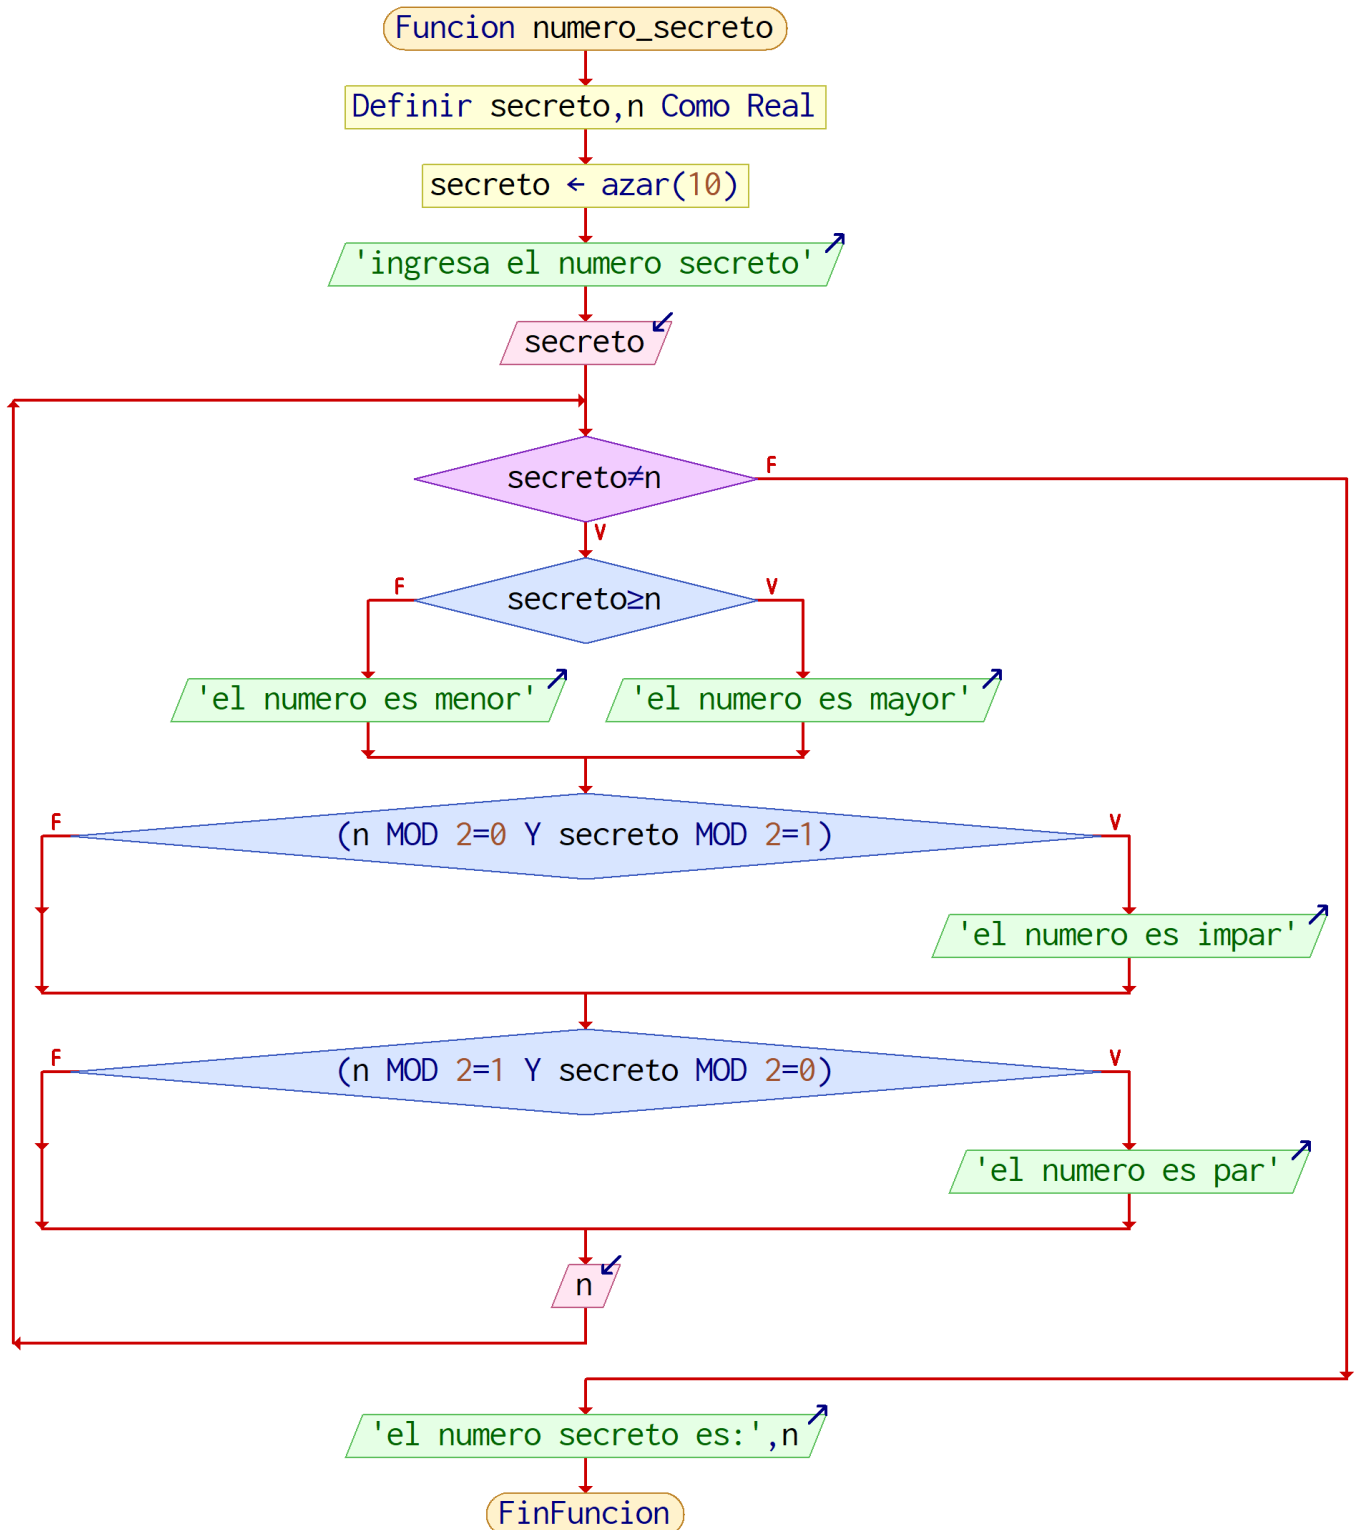 Funcion numero_secreto
Definir secreto,n Como Real
secreto ← azar(10)
'ingresa el numero secreto'
secreto
secreto≠n
F
V
secreto≥n
F
V
'el numero es menor'
'el numero es mayor'
(n MOD 2=0 Y secreto MOD 2=1)
F
V
'el numero es impar'
(n MOD 2=1 Y secreto MOD 2=0)
F
V
'el numero es par'
n
'el numero secreto es:',n
FinFuncion